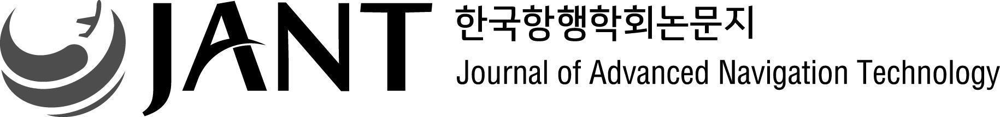 JANT
한국항행학회논문지
Journal of Advanced Navigation Technology